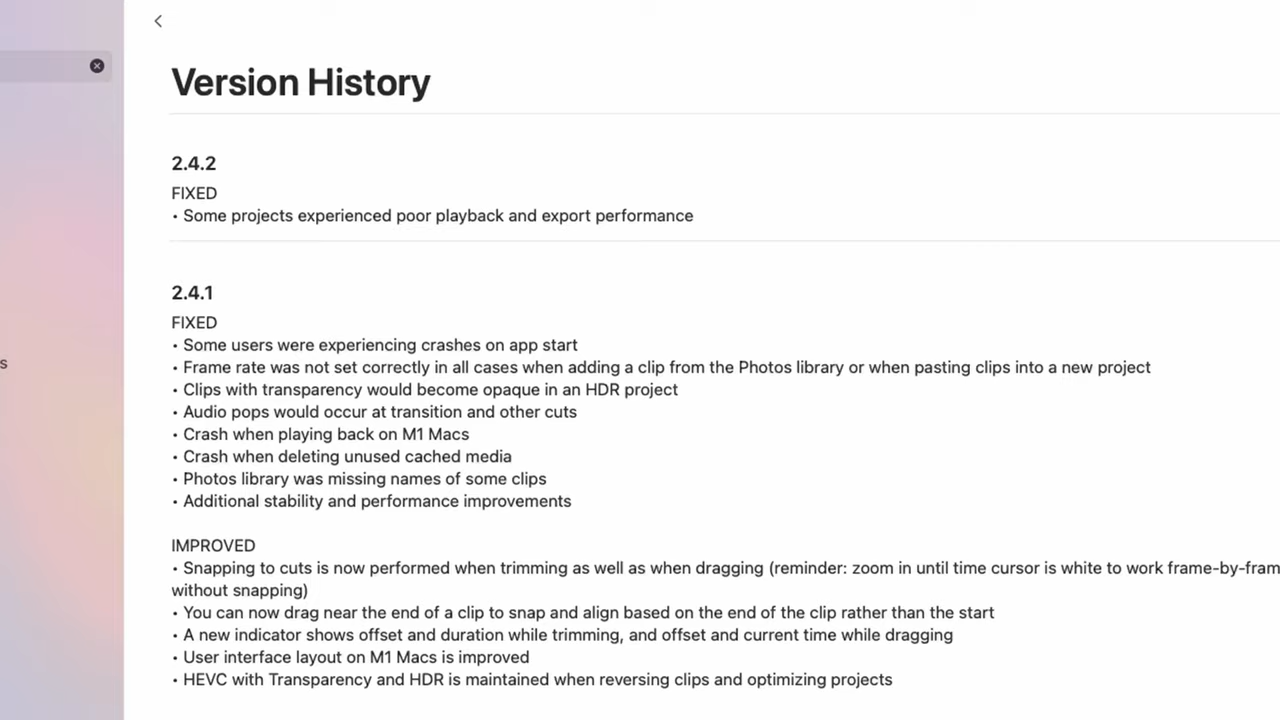 Version History
2.4.2
FIXED
• Some projects experienced poor playback and export performance
2.4.1
FIXED
• Some users were experiencing crashes on app start
• Frame rate was not set correctly in all cases when adding a clip from the Photos library or when pasting clips into a new project
• Clips with transparency would become opaque in an HDR project
• Audio pops would occur at transition and other cuts
• Crash when playing back on M1 Macs
• Crash when deleting unused cached media
• Photos library was missing names of some clips
• Additional stability and performance improvements
IMPROVED
• Snapping to cuts is now performed when trimming as well as when dragging (reminder: zoom in until time cursor is white to work frame-by-fram
without snapping)
• You can now drag near the end of a clip to snap and align based on the end of the clip rather than the start
• A new indicator shows offset and duration while trimming, and offset and current time while dragging
• User interface layout on M1 Macs is improved
• HEVC with Transparency and HDR is maintained when reversing clips and optimizing projects